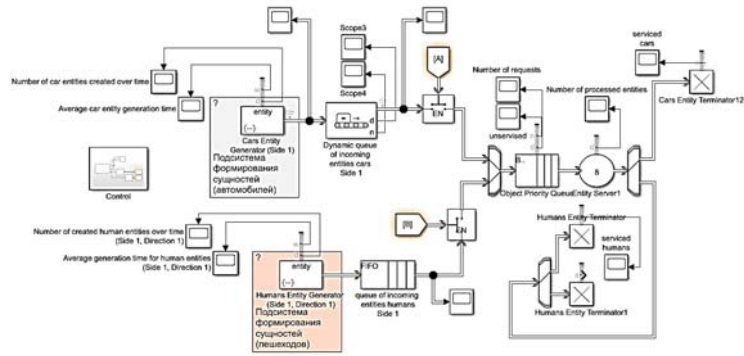 Number of car entities created over time
Average car entity generation time
?
entity
Cars Entity
Generator (Side 1)
Подсистема
формирования
сущностей
(автомобилей)
Control
Scope3
Scope4
d
n
Dynamic queue
of incoming
entities cars
Side 1
[A]
EN
Number of requests
unservised
Number of processed entities
Object Priority Queue
Entity Server1
8
serviced
cars
Cars Entity Terminator12
Number of created human entities over time
(Side 1, Direction 1)
Average generation time for human entities
(Side 1, Direction 1)
?
entity
Humans Entity Generator
(Side 1, Direction 1)
Подсистема
формирования
сущностей
(пешеходов)
FIFO
queue of incoming
entities humans
Side 1
[B]
EN
Humans Entity Terminator
serviced
humans
Humans Entity Terminator1